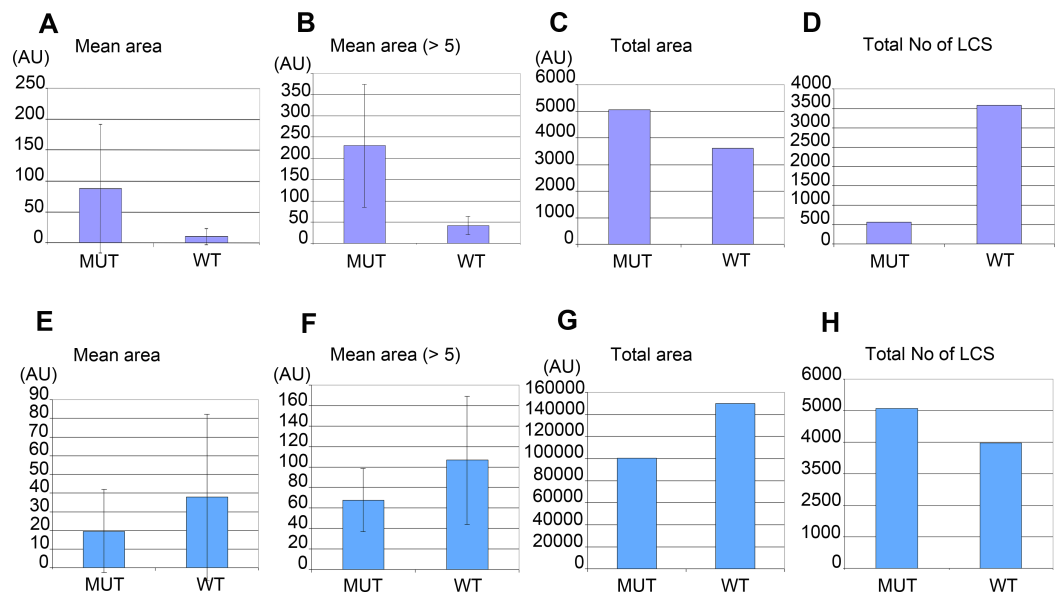 A
Mean area
(AU)
250
200
150
100
50
0
MUT WT
B
Mean area (> 5)
(AU)
350
300
250
200
150
100
50
0
MUT WT
C
Total area
(AU)
6000
5000
4000
3000
2000
1000
0
MUT WT
D
Total No of LCS
4000
3500
3000
2500
2000
1500
1000
500
0
MUT WT
E
Mean area
(AU)
90
80
70
60
50
40
30
20
10
0
MUT WT
F
Mean area (> 5)
(AU)
160
140
120
100
80
60
40
20
0
MUT WT
G
Total area
(AU)
160000
140000
120000
100000
80000
60000
40000
20000
0
MUT WT
H
Total No of LCS
6000
5000
4000
3500
2500
1000
0
MUT WT